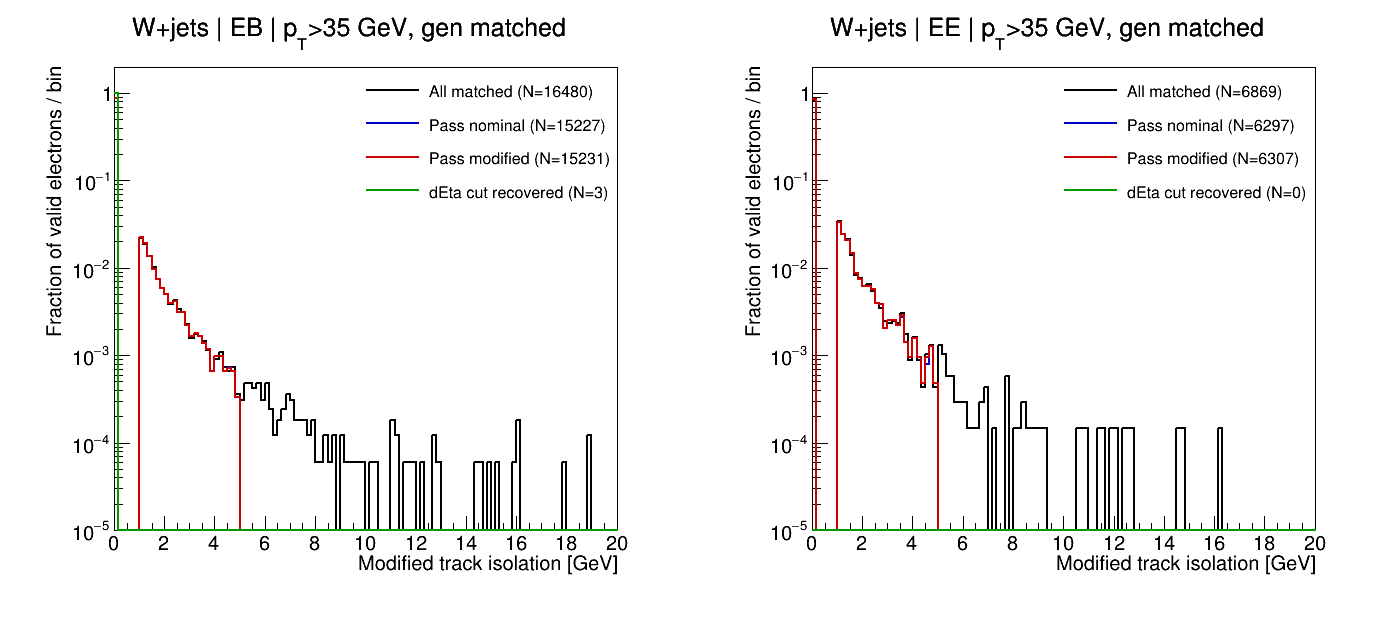 W+jets | EB | pT>35 GeV, gen matched
Fraction of valid electrons / bin
All matched (N=16480)
Pass nominal (N=15227)
Pass modified (N=15231)
dEta cut recovered (N=3)
1
10−1
10−2
10−3
10−4
10−5
0 2 4 6 8 10 12 14 16 18 20
Modified track isolation [GeV]
W+jets | EE | pT>35 GeV, gen matched
Fraction of valid electrons / bin
All matched (N=6869)
Pass nominal (N=6297)
Pass modified (N=6307)
dEta cut recovered (N=0)
1
10−1
10−2
10−3
10−4
10−5
0 2 4 6 8 10 12 14 16 18 20
Modified track isolation [GeV]